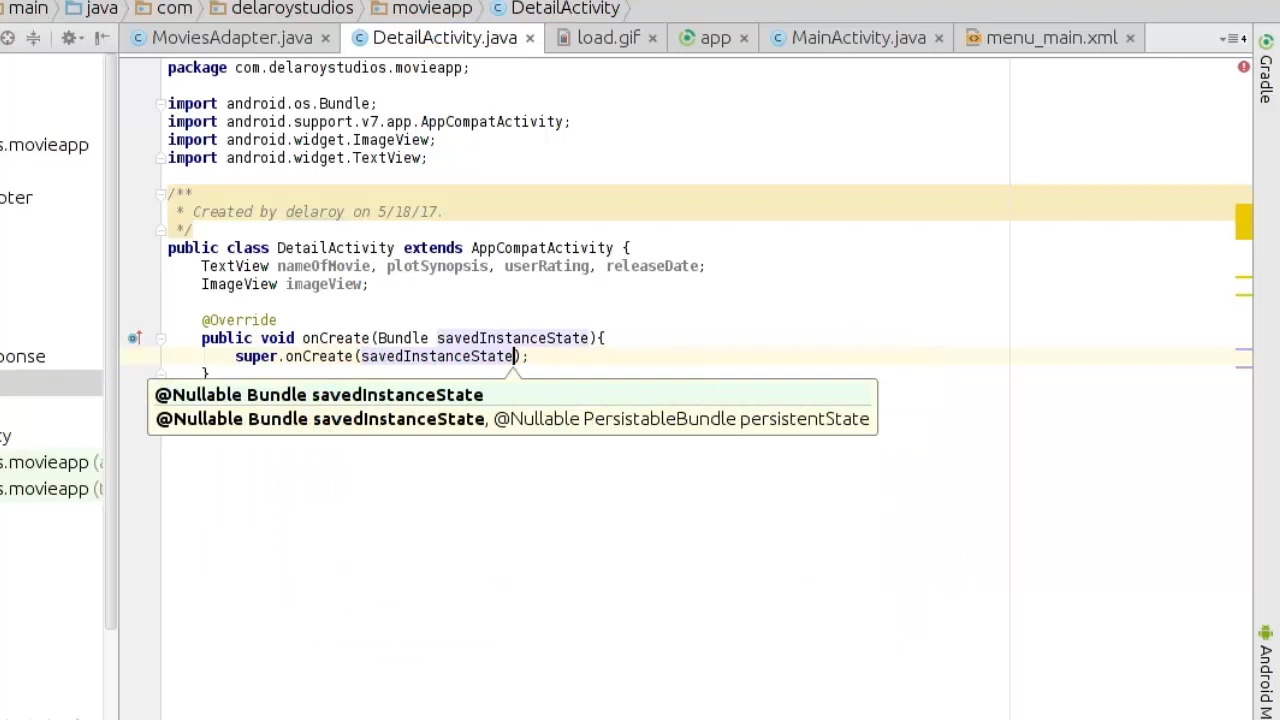 main java com delaroystudios movieapp DetailActivity
MoviesAdapter.java DetailActivity.java load.gif app MainActivity.java menu_main.xml 4
Gradle
package com.delaroystudios.movieapp;
import android.os.Bundle;
import android.support.v7.app.AppCompatActivity;
import android.widget.ImageView;
s.movieapp
import android.widget.TextView;
/**
pter
* Created by delaroy on 5/18/17.
*/
public class DetailActivity extends AppCompatActivity {
TextView nameOfMovie, plotSynopsis, userRating, releaseDate;
ImageView imageView;
@Override
public void onCreate(Bundle savedInstanceState){
super.onCreate(savedInstanceState);
ponse
}
@Nullable Bundle savedInstanceState
@Nullable Bundle savedInstanceState, @Nullable PersistableBundle persistentState
ty
s.movieapp (a
s.movieapp (t
Android M